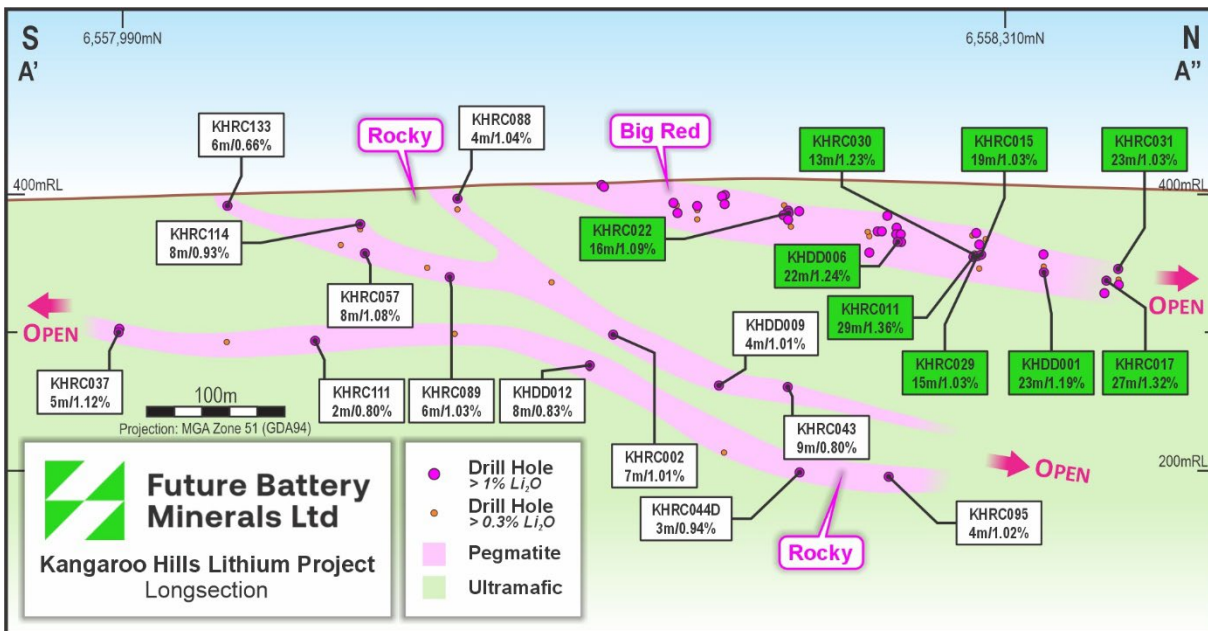 S
A'
6,557,990mN
6,558,310mN
N
A"
KHRC133
6m/0.66%
Rocky
KHRC088
4m/1.04%
Big Red
KHRC030
13m/1.23%
KHRC015
19m/1.03%
KHRC031
23m/1.03%
400mRL
400mRL
KHRC114
8m/0.93%
KHRC022
16m/1.09%
KHDD006
22m/1.24%
KHRC057
8m/1.08%
OPEN
OPEN
KHRC011
29m/1.36%
KHDD009
4m/1.01%
KHRC037
5m/1.12%
KHRC111
2m/0.80%
KHRC089
6m/1.03%
KHDD012
8m/0.83%
KHRC029
15m/1.03%
KHDD001
23m/1.19%
KHRC017
27m/1.32%
100m
Projection: MGA Zone 51 (GDA94)
KHRC043
9m/0.80%
KHRC002
7m/1.01%
OPEN
200mRL
KHRC044D
3m/0.94%
KHRC095
4m/1.02%
Rocky
Future Battery
Minerals Ltd
Kangaroo Hills Lithium Project
Longsection
Drill Hole
> 1% Li₂O
Drill Hole
> 0.3% Li₂O
Pegmatite
Ultramafic